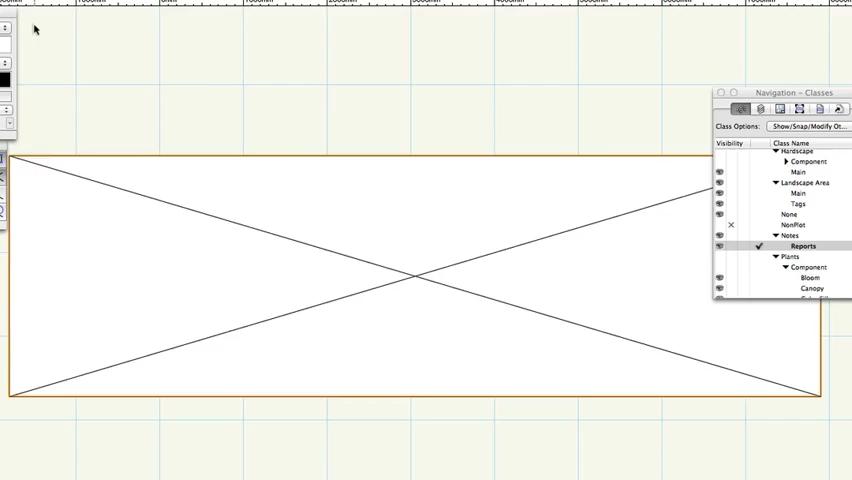 Navigation – Classes
Class Options: Show/Snap/Modify Ot...
Visibility Class Name
Hardscape
Component
Main
Landscape Area
Main
Tags
None
NonPlot
Notes
Reports
Plants
Component
Bloom
Canopy